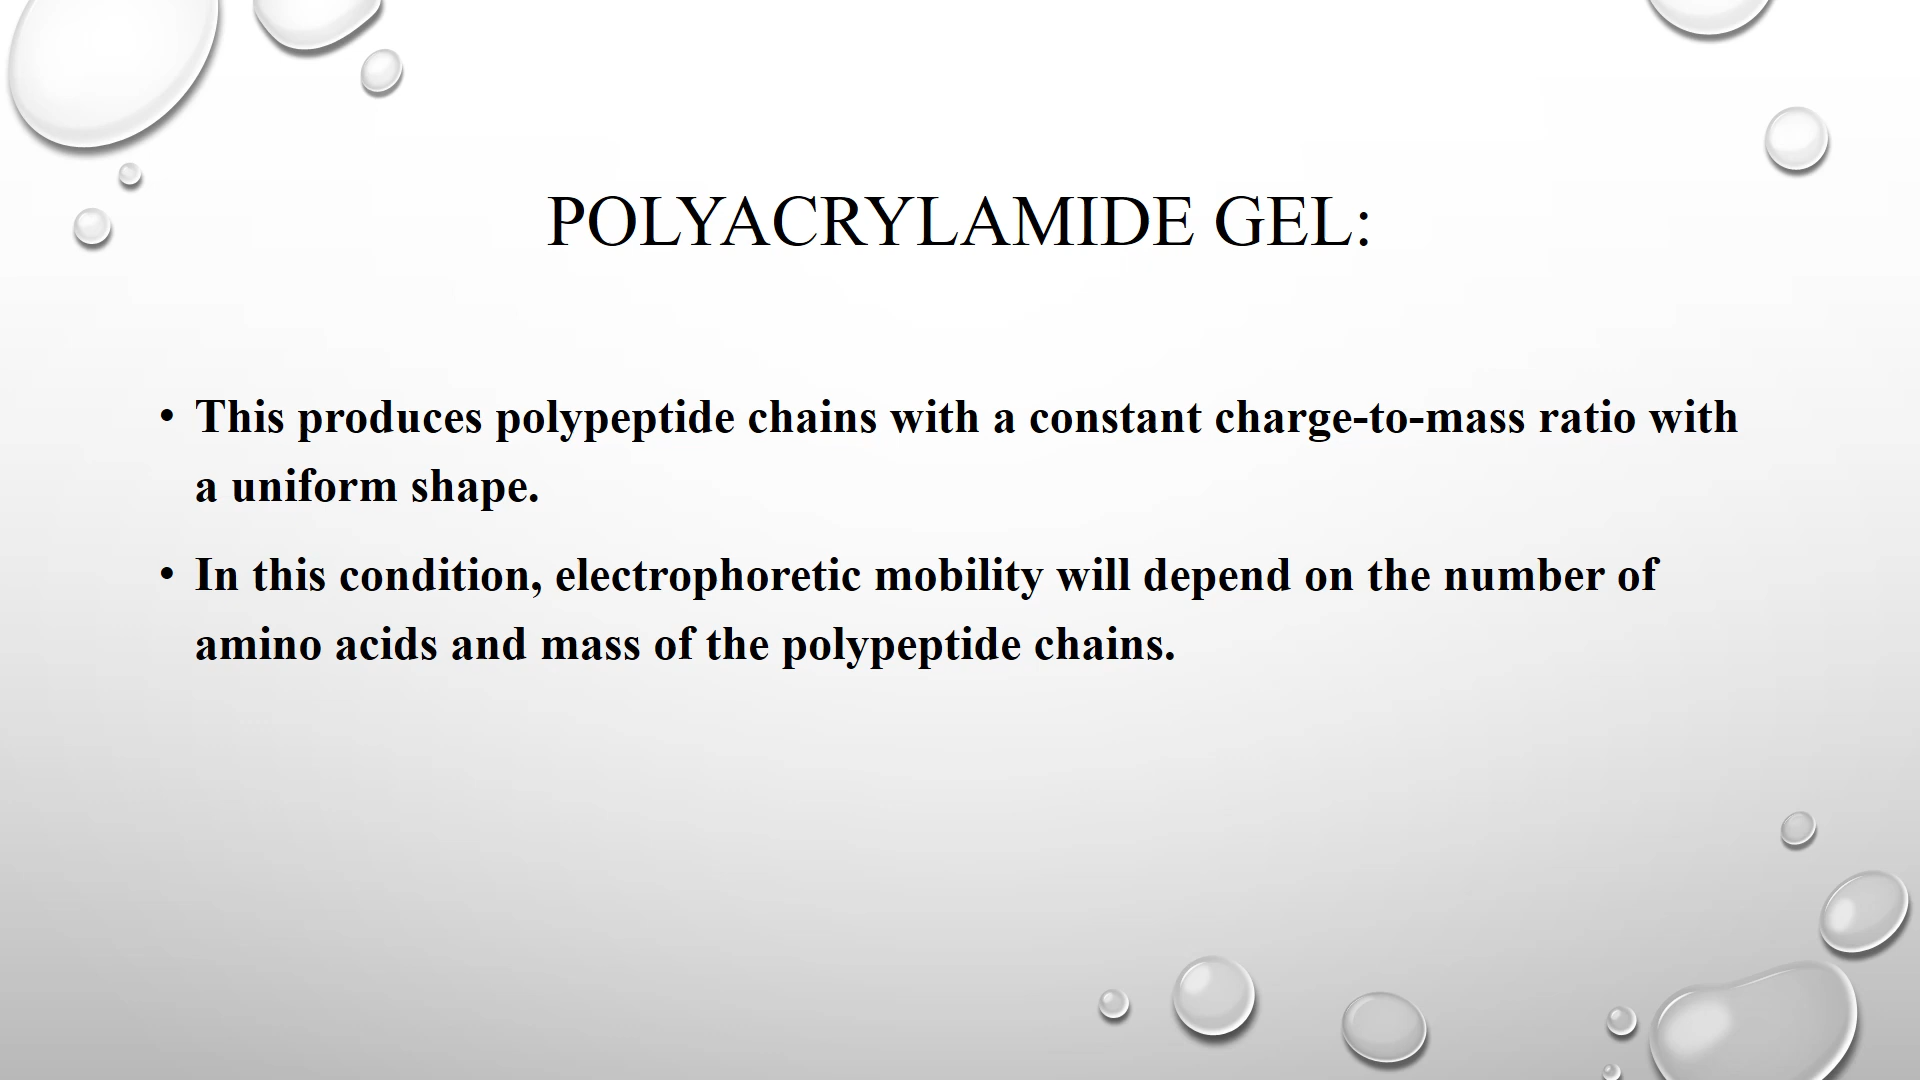 POLYACRYLAMIDE GEL:
• This produces polypeptide chains with a constant charge-to-mass ratio with
a uniform shape.
• In this condition, electrophoretic mobility will depend on the number of
amino acids and mass of the polypeptide chains.